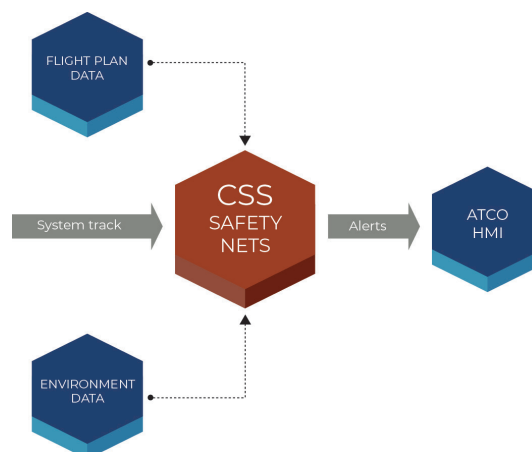 FLIGHT PLAN
DATA
System track
CSS
SAFETY
NETS
Alerts
ATCO
HMI
ENVIRONMENT
DATA